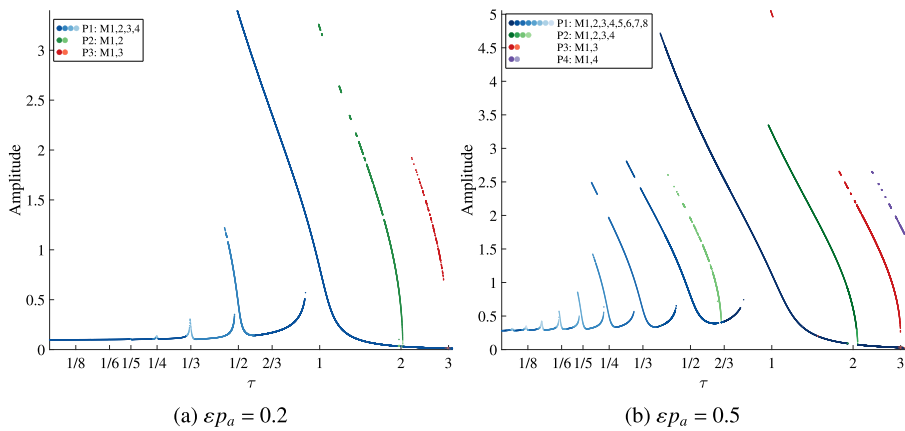 P1: M1,2,3,4
P2: M1,2
P3: M1,3
3
2.5
2
1.5
1
0.5
0
Amplitude
1/8 1/6 1/5 1/4 1/3 1/2 2/3 1 2 3
τ
(a) εpₐ = 0.2
P1: M1,2,3,4,5,6,7,8
P2: M1,2,3,4
P3: M1,3
P4: M1,4
5
4.5
4
3.5
3
2.5
2
1.5
1
0.5
0
Amplitude
1/8 1/6 1/5 1/4 1/3 1/2 2/3 1 2 3
τ
(b) εpₐ = 0.5